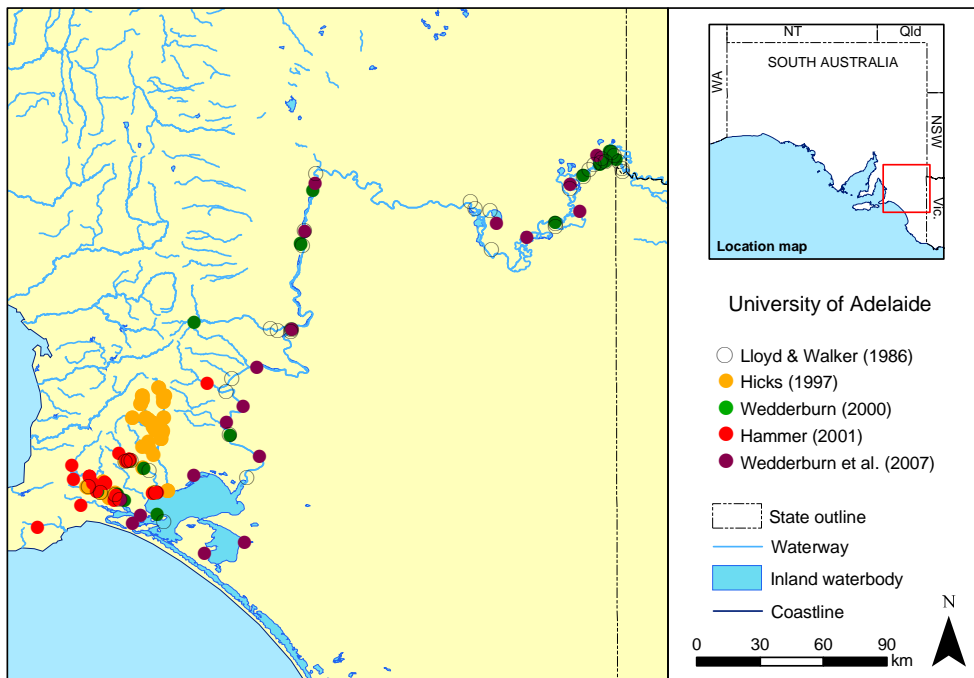 NT
Qld
SOUTH AUSTRALIA
WA
NSW
Vic.
Location map
University of Adelaide
Lloyd & Walker (1986)
Hicks (1997)
Wedderburn (2000)
Hammer (2001)
Wedderburn et al. (2007)
State outline
Waterway
Inland waterbody
Coastline
N
0 30 60 90
km